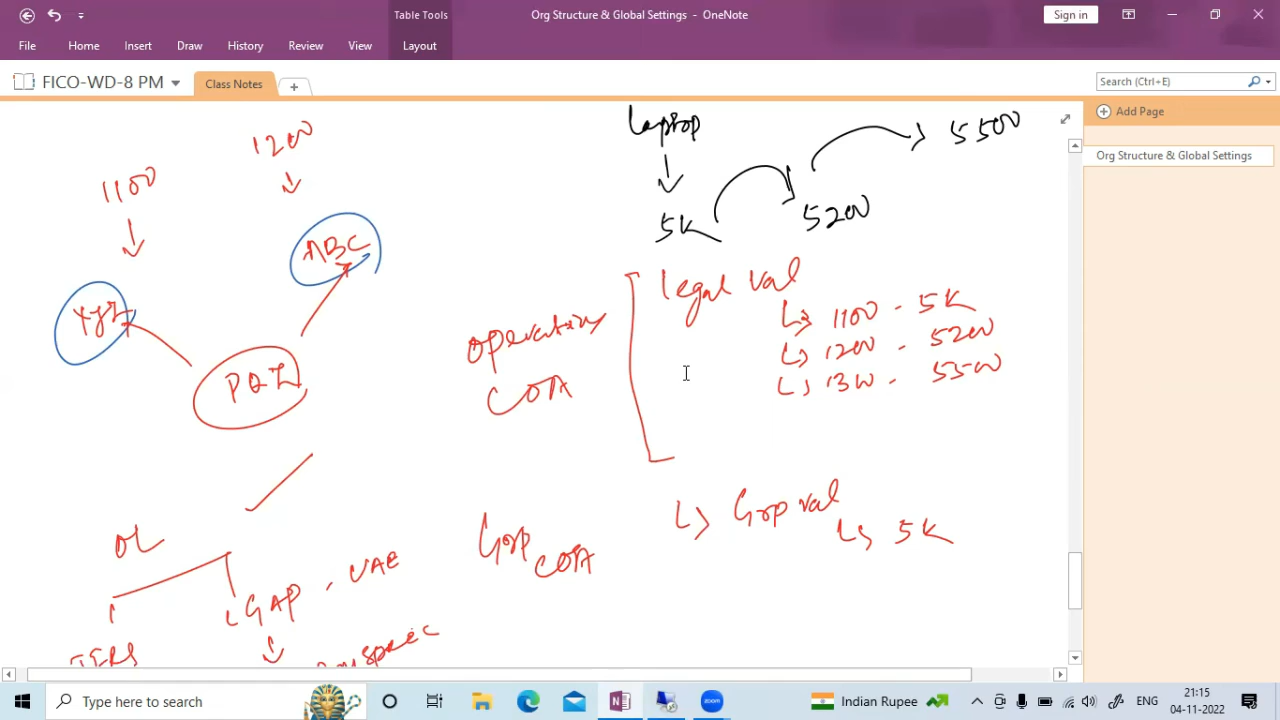 Table Tools
Org Structure & Global Settings - OneNote
Sign in
File
Home
Insert
Draw
History
Review
View
Layout
FICO-WD-8 PM
Class Notes
Search (Ctrl+E)
Add Page
Org Structure & Global Settings
1200
1100
ABC
XYZ
laptop
5K
5200
5500
legal val
1100 - 5K
1200 - 5200
1300 - 5500
operations
COA
Grp val
5K
Grp
COA
OL
LGAP - UAE
IFRS
Type here to search
Indian Rupee
ENG
21:15
04-11-2022